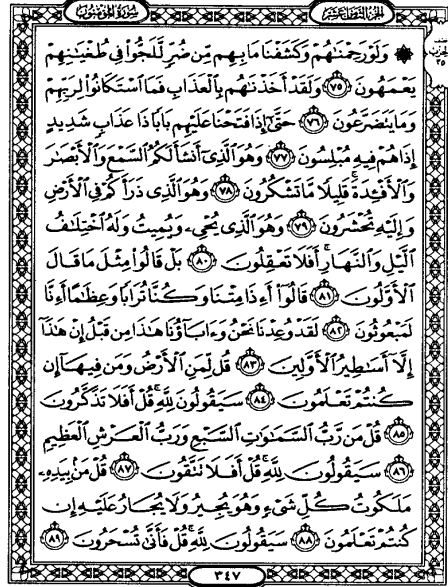 الجزء الثامن عشر
سورة المؤمنون
۞ وَلَوْ رَحِمْنَٰهُمْ وَكَشَفْنَا مَا بِهِم مِّن ضُرٍّ لَّلَجُّوا۟ فِى طُغْيَٰنِهِمْ
يَعْمَهُونَ ٧٥ وَلَقَدْ أَخَذْنَٰهُم بِٱلْعَذَابِ فَمَا ٱسْتَكَانُوا۟ لِرَبِّهِمْ
وَمَا يَتَضَرَّعُونَ ٧٦ حَتَّىٰٓ إِذَا فَتَحْنَا عَلَيْهِم بَابًا ذَا عَذَابٍ شَدِيدٍ
إِذَا هُمْ فِيهِ مُبْلِسُونَ ٧٧ وَهُوَ ٱلَّذِىٓ أَنشَأَ لَكُمُ ٱلسَّمْعَ وَٱلْأَبْصَٰرَ
وَٱلْأَفْـِٔدَةَ ۚ قَلِيلًا مَّا تَشْكُرُونَ ٧٨ وَهُوَ ٱلَّذِى ذَرَأَكُمْ فِى ٱلْأَرْضِ
وَإِلَيْهِ تُحْشَرُونَ ٧٩ وَهُوَ ٱلَّذِى يُحْىِۦ وَيُمِيتُ وَلَهُ ٱخْتِلَٰفُ
ٱلَّيْلِ وَٱلنَّهَارِ ۚ أَفَلَا تَعْقِلُونَ ٨٠ بَلْ قَالُوا۟ مِثْلَ مَا قَالَ
ٱلْأَوَّلُونَ ٨١ قَالُوٓا۟ أَءِذَا مِتْنَا وَكُنَّا تُرَابًا وَعِظَٰمًا أَءِنَّا
لَمَبْعُوثُونَ ٨٢ لَقَدْ وُعِدْنَا نَحْنُ وَءَابَآؤُنَا هَٰذَا مِن قَبْلُ إِنْ هَٰذَآ
إِلَّآ أَسَٰطِيرُ ٱلْأَوَّلِينَ ٨٣ قُل لِّمَنِ ٱلْأَرْضُ وَمَن فِيهَآ إِن
كُنتُمْ تَعْلَمُونَ ٨٤ سَيَقُولُونَ لِلَّهِ ۚ قُلْ أَفَلَا تَذَكَّرُونَ
٨٥ قُلْ مَن رَّبُّ ٱلسَّمَٰوَٰتِ ٱلسَّبْعِ وَرَبُّ ٱلْعَرْشِ ٱلْعَظِيمِ
٨٦ سَيَقُولُونَ لِلَّهِ ۚ قُلْ أَفَلَا تَتَّقُونَ ٨٧ قُلْ مَنۢ بِيَدِهِۦ
مَلَكُوتُ كُلِّ شَىْءٍ وَهُوَ يُجِيرُ وَلَا يُجَارُ عَلَيْهِ إِن
كُنتُمْ تَعْلَمُونَ ٨٨ سَيَقُولُونَ لِلَّهِ ۚ قُلْ فَأَنَّىٰ تُسْحَرُونَ ٨٩
٣٤٧